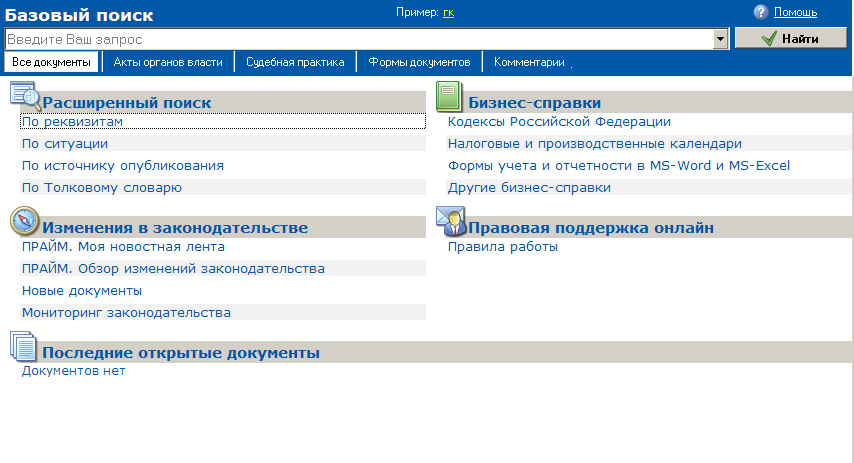 Базовый поиск
Пример: гк
Помощь
Введите Ваш запрос
Найти
Все документы
Акты органов власти
Судебная практика
Формы документов
Комментарии
Расширенный поиск
По реквизитам
По ситуации
По источнику опубликования
По Толковому словарю
Бизнес-справки
Кодексы Российской Федерации
Налоговые и производственные календари
Формы учета и отчетности в MS-Word и MS-Excel
Другие бизнес-справки
Изменения в законодательстве
ПРАЙМ. Моя новостная лента
ПРАЙМ. Обзор изменений законодательства
Новые документы
Мониторинг законодательства
Правовая поддержка онлайн
Правила работы
Последние открытые документы
Документов нет